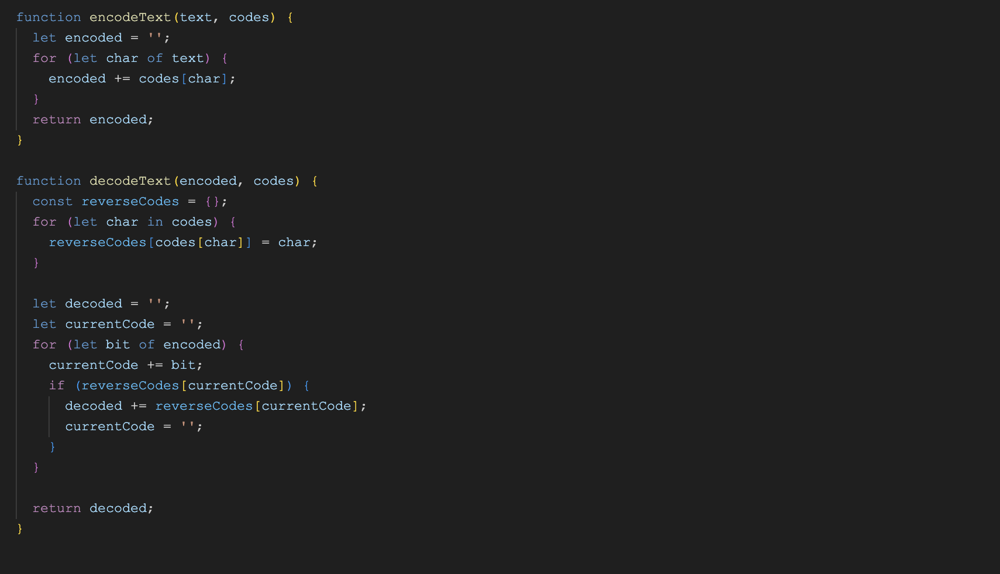 function encodeText(text, codes) {
  let encoded = '';
  for (let char of text) {
    encoded += codes[char];
  }
  return encoded;
}

function decodeText(encoded, codes) {
  const reverseCodes = {};
  for (let char in codes) {
    reverseCodes[codes[char]] = char;
  }

  let decoded = '';
  let currentCode = '';
  for (let bit of encoded) {
    currentCode += bit;
    if (reverseCodes[currentCode]) {
      decoded += reverseCodes[currentCode];
      currentCode = '';
    }
  }

  return decoded;
}